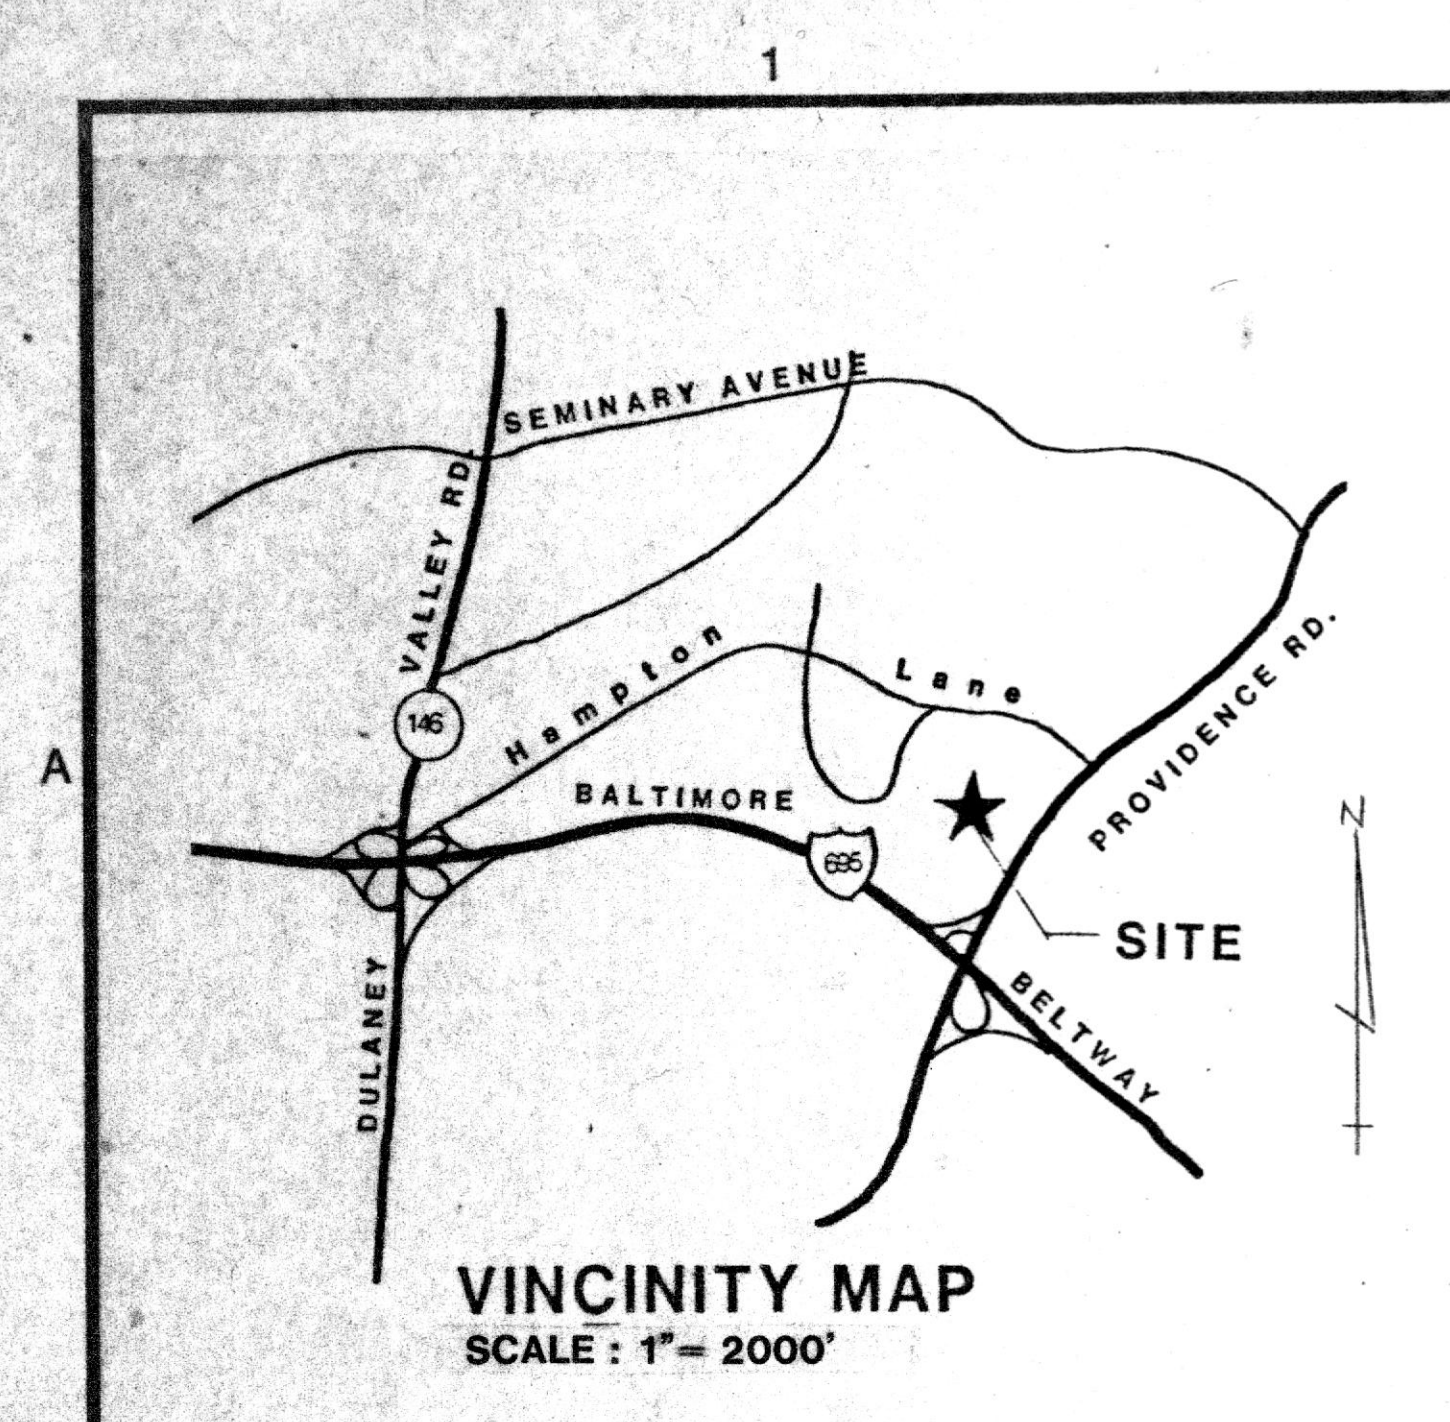 1
A
SEMINARY AVENUE
VALLEY RD.
146
Hampton Lane
BALTIMORE
695
PROVIDENCE RD.
N
SITE
BELTWAY
DULANEY
VINCINITY MAP
SCALE : 1"= 2000'